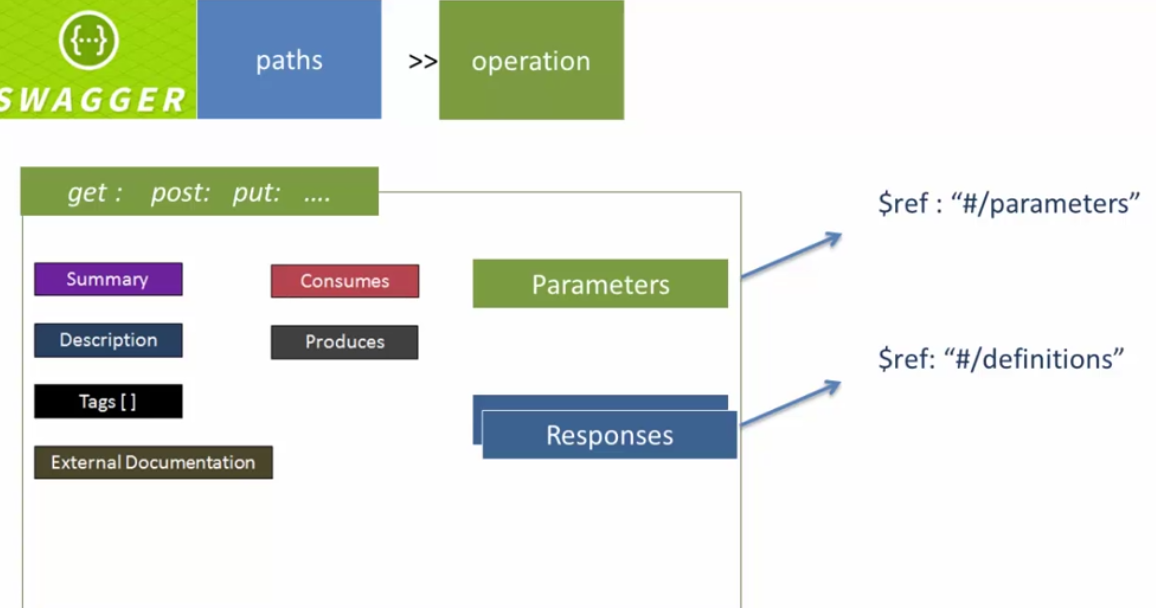 {···}
SWAGGER
paths >> operation
get : post: put: ....
$ref : “#/parameters”
Summary
Consumes
Parameters
Description
Produces
$ref: “#/definitions”
Tags [ ]
Responses
External Documentation